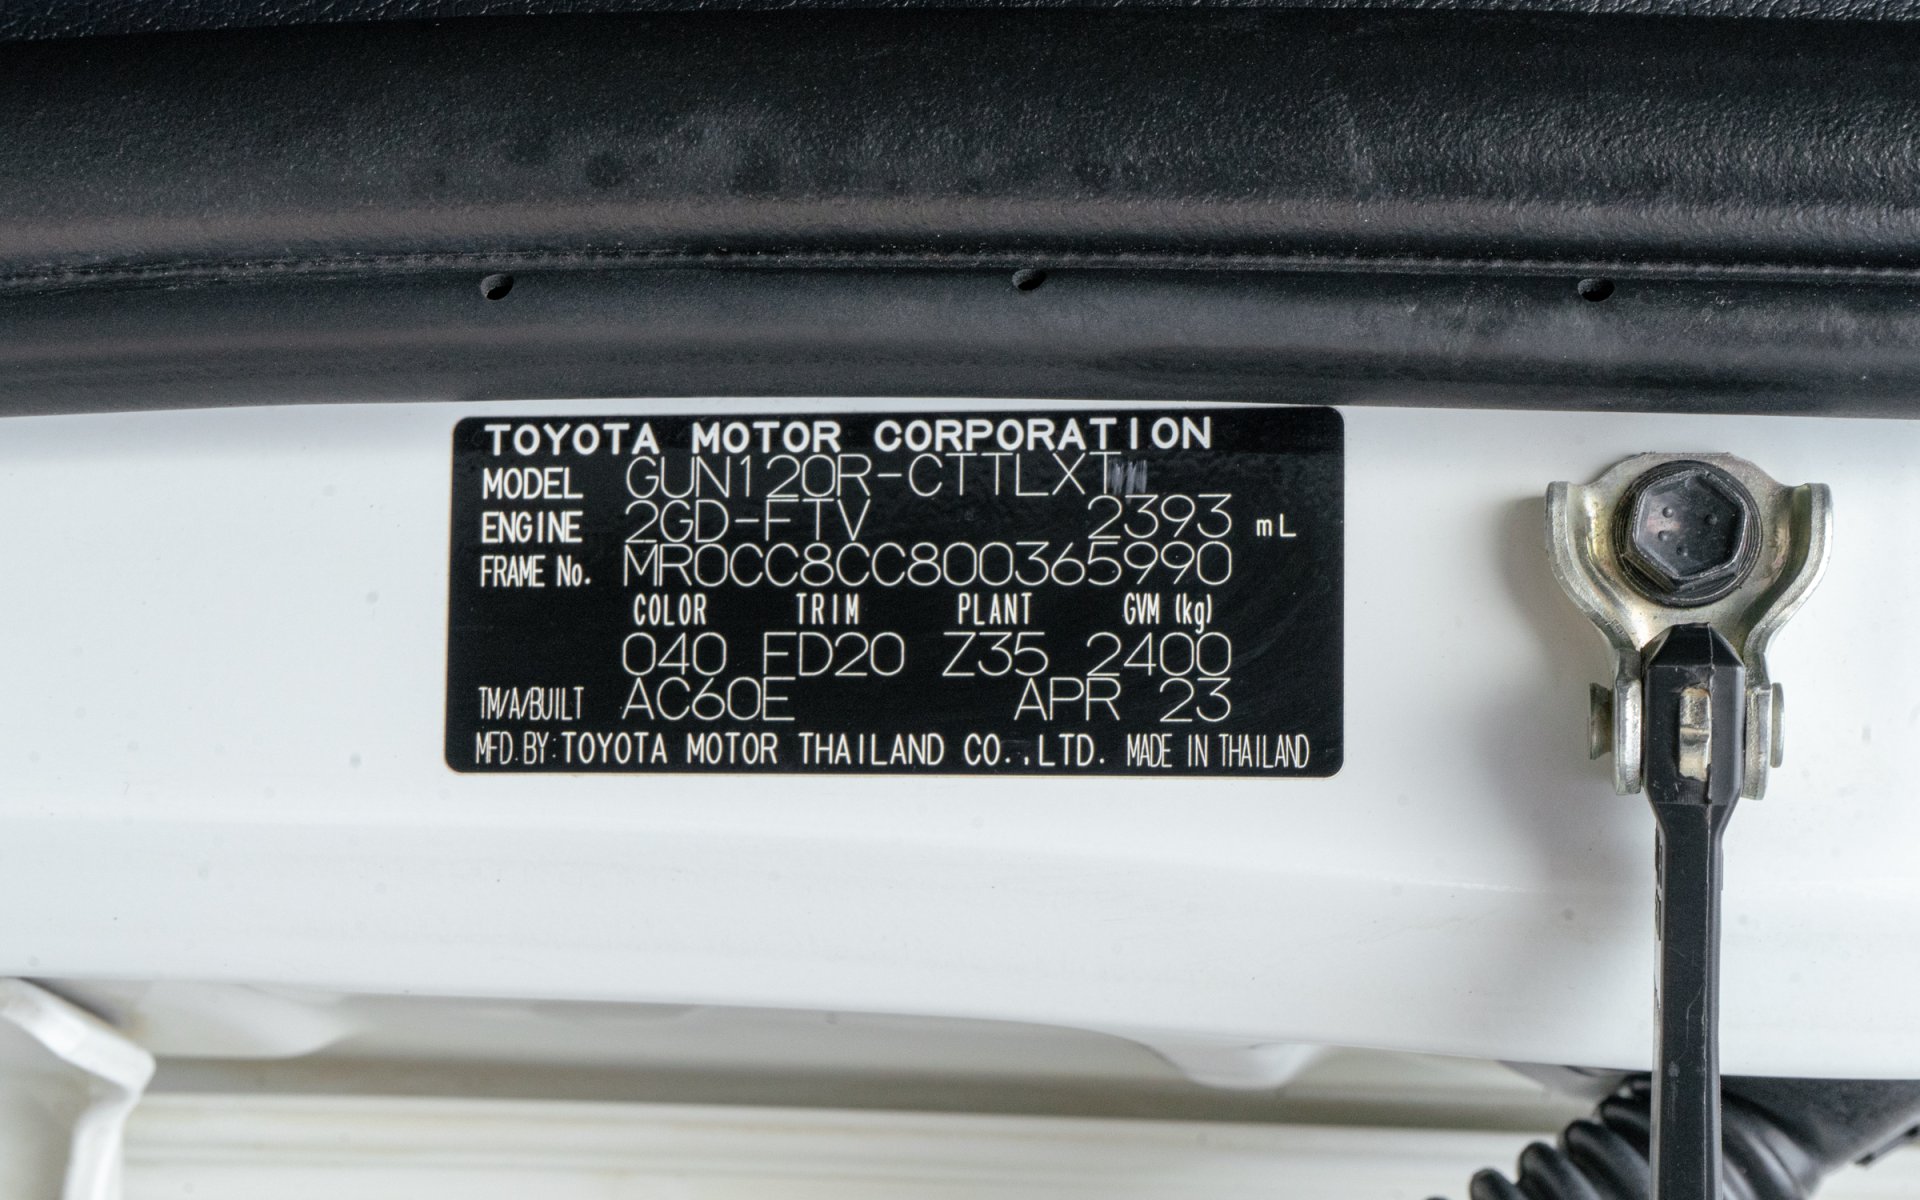 TOYOTA MOTOR CORPORATION
MODEL GUN120R-CTTLXT
ENGINE 2GD-FTV 2393 mL
FRAME No. MR0CC8CC800365990
COLOR TRIM PLANT GVM (kg)
040 FD20 Z35 2400
TM/A/BUILT AC60E APR 23
MFD.BY:TOYOTA MOTOR THAILAND CO.,LTD. MADE IN THAILAND